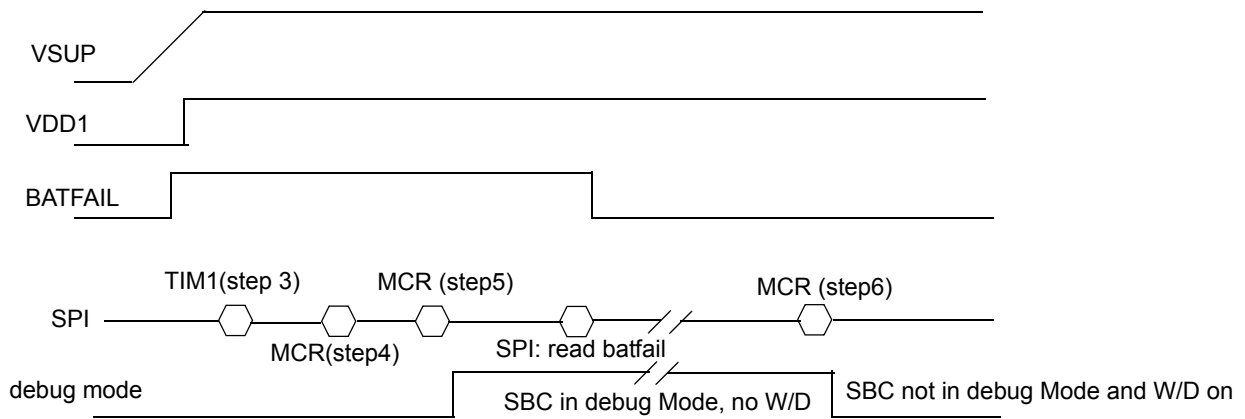 VSUP
VDD1
BATFAIL
TIM1(step 3)
MCR (step5)
MCR (step6)
SPI
MCR(step4)
SPI: read batfail
debug mode
SBC in debug Mode, no W/D
SBC not in debug Mode and W/D on